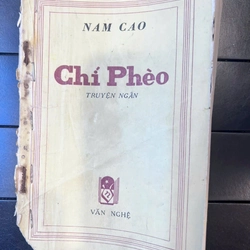 NAM CAO
Chí Phèo
TRUYỆN NGẮN
VĂN NGHỆ